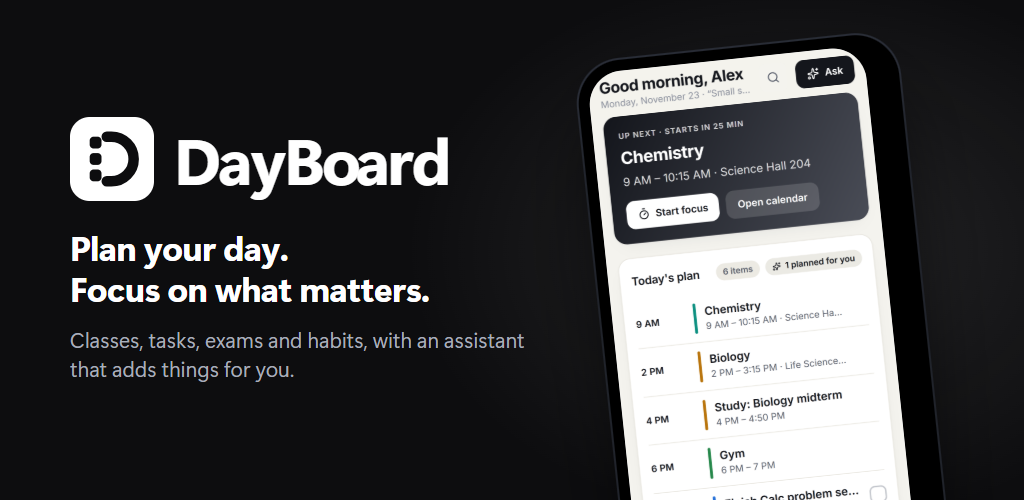 DayBoard
Plan your day.
Focus on what matters.
Classes, tasks, exams and habits, with an assistant
that adds things for you.
Good morning, Alex
Monday, November 23 · "Small s...
Ask
UP NEXT · STARTS IN 25 MIN
Chemistry
9 AM – 10:15 AM · Science Hall 204
Start focus
Open calendar
Today's plan
6 items
1 planned for you
9 AM
Chemistry
9 AM – 10:15 AM · Science Ha...
2 PM
Biology
2 PM – 3:15 PM · Life Science...
4 PM
Study: Biology midterm
4 PM – 4:50 PM
6 PM
Gym
6 PM – 7 PM
Calc problem se...